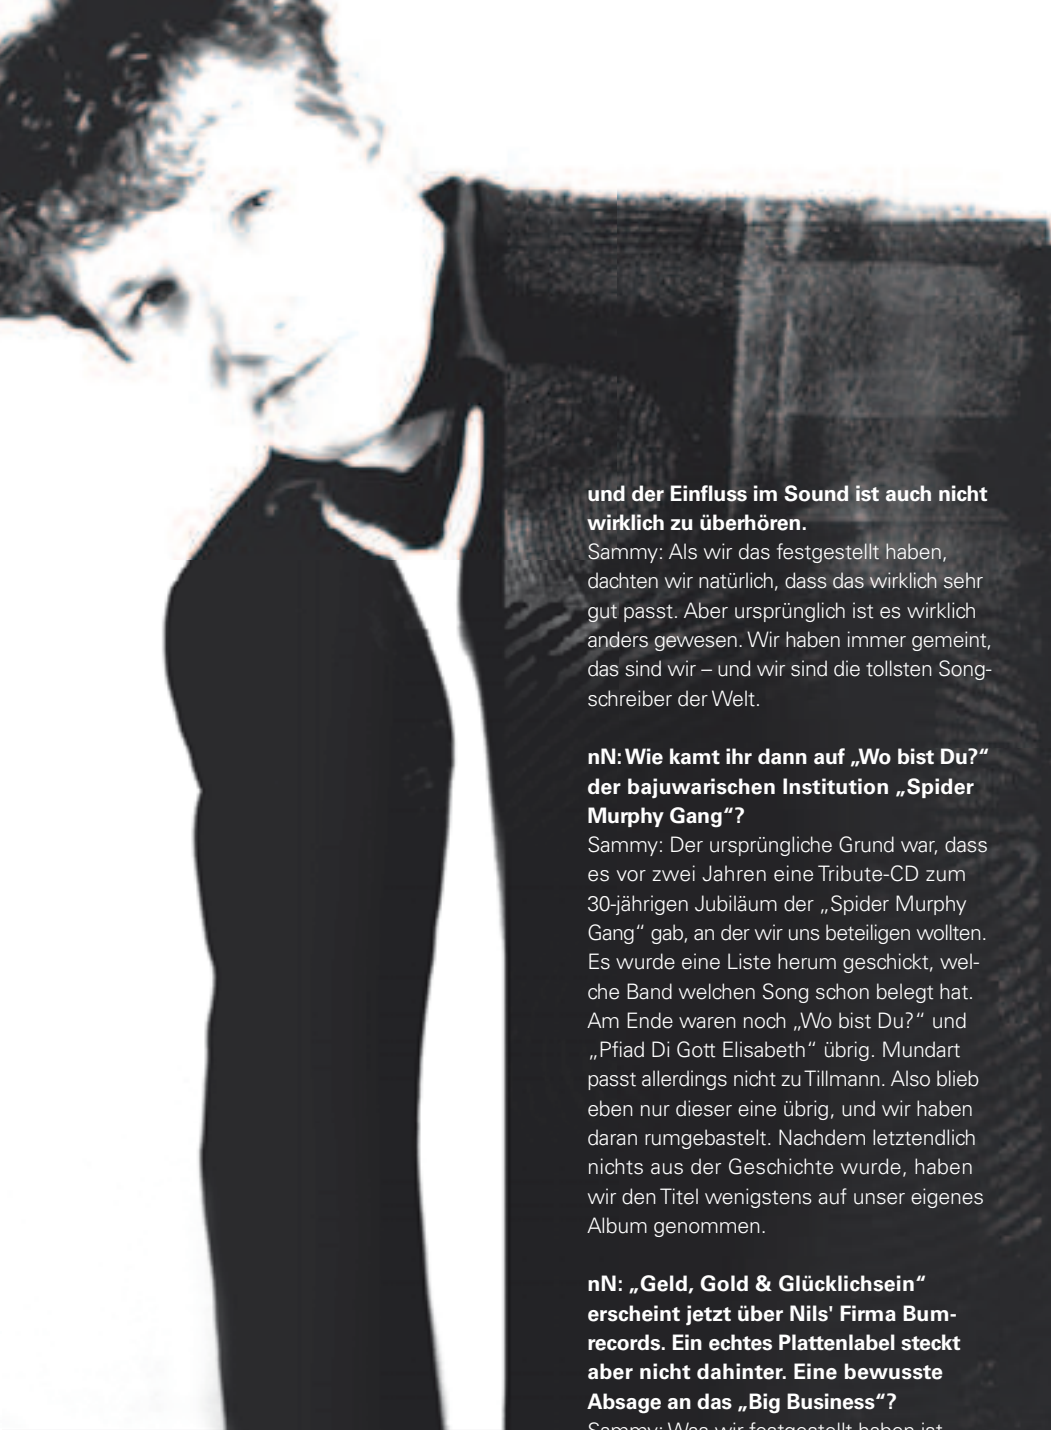 und der Einfluss im Sound ist auch nicht
wirklich zu überhören.
Sammy: Als wir das festgestellt haben,
dachten wir natürlich, dass das wirklich sehr
gut passt. Aber ursprünglich ist es wirklich
anders gewesen. Wir haben immer gemeint,
das sind wir – und wir sind die tollsten Song-
schreiber der Welt.
nN: Wie kamt ihr dann auf „Wo bist Du?“
der bajuwarischen Institution „Spider
Murphy Gang“?
Sammy: Der ursprüngliche Grund war, dass
es vor zwei Jahren eine Tribute-CD zum
30-jährigen Jubiläum der „Spider Murphy
Gang“ gab, an der wir uns beteiligen wollten.
Es wurde eine Liste herum geschickt, wel-
che Band welchen Song schon belegt hat.
Am Ende waren noch „Wo bist Du?“ und
„Pfiad Di Gott Elisabeth“ übrig. Mundart
passt allerdings nicht zu Tillmann. Also blieb
eben nur dieser eine übrig, und wir haben
daran rumgebastelt. Nachdem letztendlich
nichts aus der Geschichte wurde, haben
wir den Titel wenigstens auf unser eigenes
Album genommen.
nN: „Geld, Gold & Glücklichsein“
erscheint jetzt über Nils' Firma Bum-
records. Ein echtes Plattenlabel steckt
aber nicht dahinter. Eine bewusste
Absage an das „Big Business“?
Sammy: Was wir festgestellt haben ist